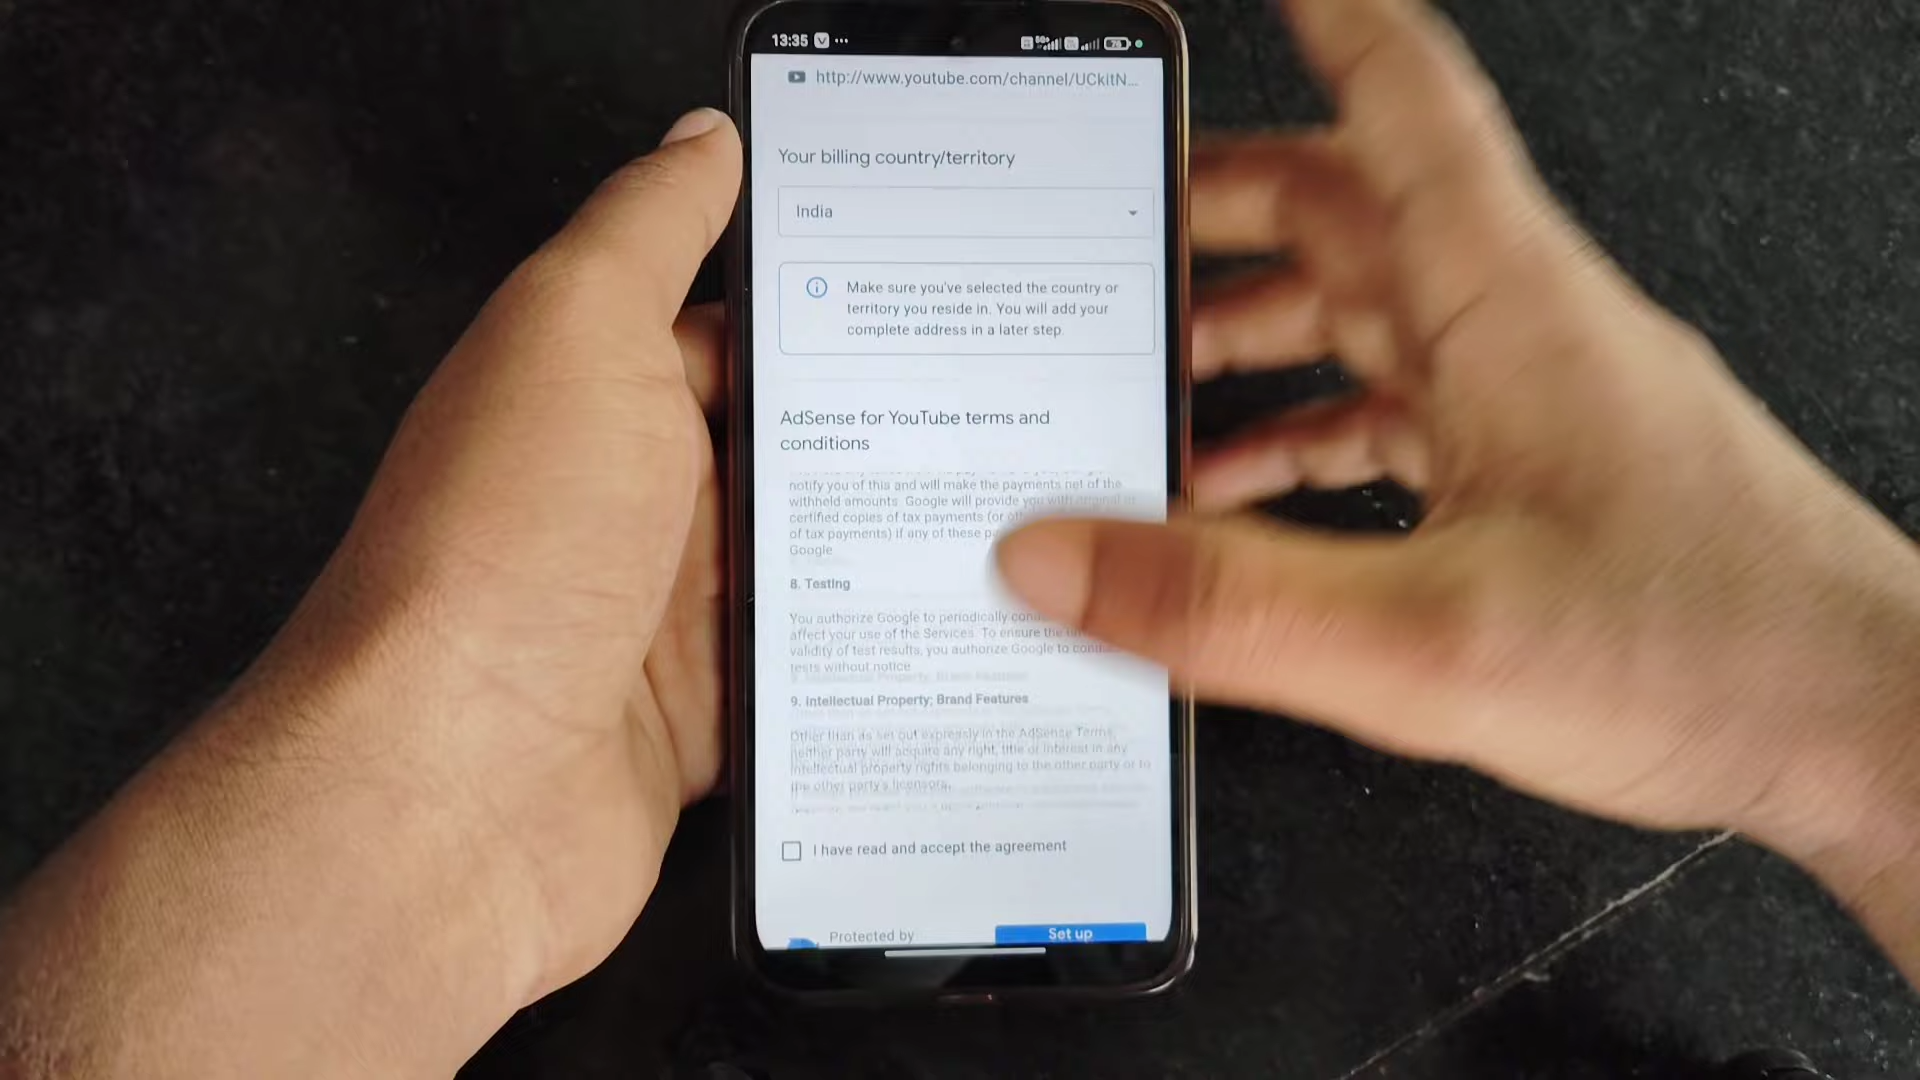 13:35
http://www.youtube.com/channel/UCkitN...
Your billing country/territory
India
Make sure you've selected the country or
territory you reside in. You will add your
complete address in a later step
AdSense for YouTube terms and
conditions
notify you of this and will make the payments net of the
withheld amounts. Google will provide you with original or
certified copies of tax payments (or
of tax payments) if any of these
Google
8. Testing
You authorize Google to periodically
affect your use of the Services. To ensure the
validity of test results, you authorize Google to
tests without notice
9. Intellectual Property; Brand Features
Other than as set out expressly in the AdSense Terms,
neither party will acquire any right, title or interest in any
intellectual property rights belonging to the other party or to
the other party's licensors.
I have read and accept the agreement
Protected by
Set up